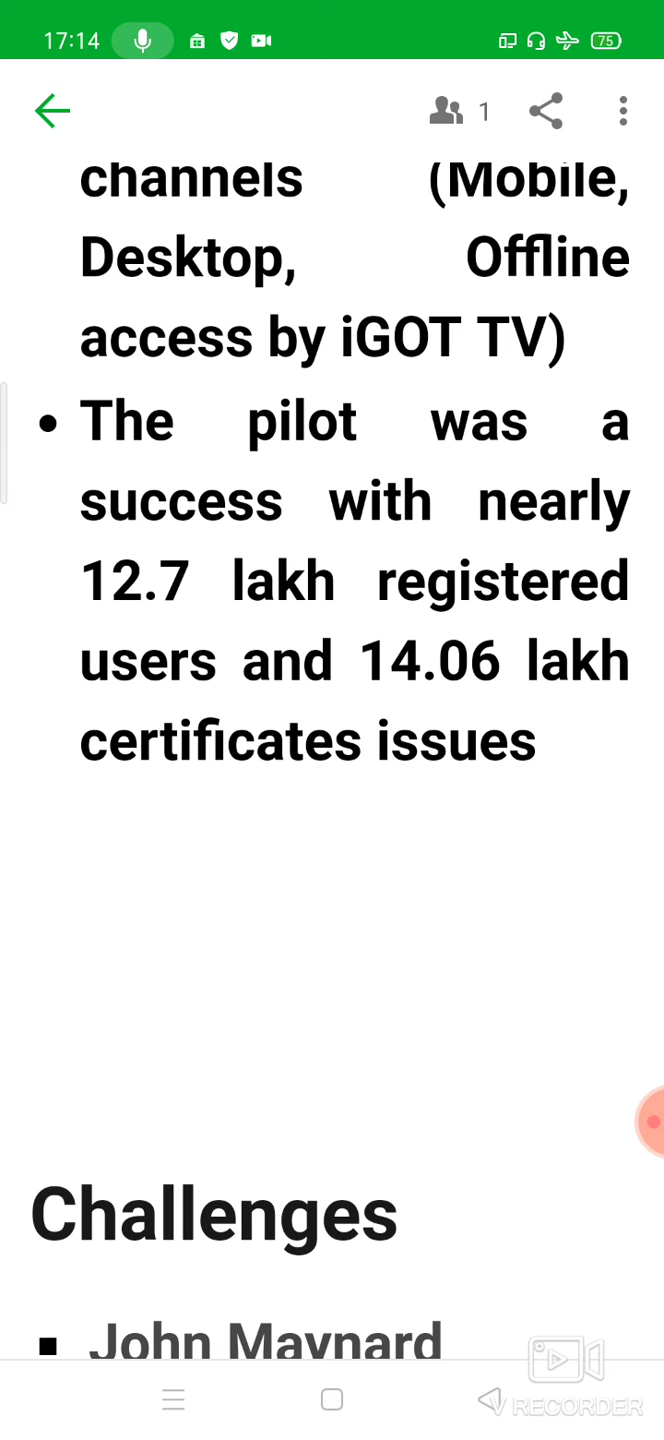 17:14
75
1
channels (Mobile,
Desktop, Offline
access by iGOT TV)
• The pilot was a
success with nearly
12.7 lakh registered
users and 14.06 lakh
certificates issues
Challenges
▪ John Maynard
V RECORDER